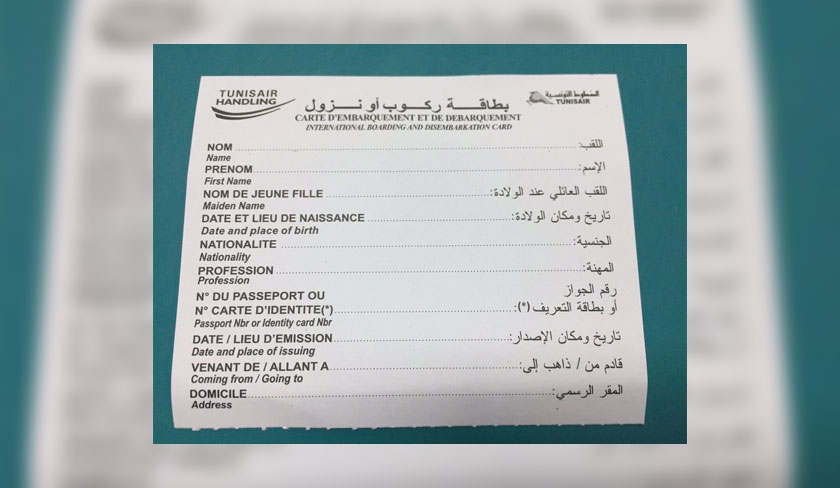 TUNISAIR
HANDLING
الخطوط التونسية
TUNISAIR
بطاقـــة ركـــوب أو نـــزول
CARTE D'EMBARQUEMENT ET DE DEBARQUEMENT
INTERNATIONAL BOARDING AND DISEMBARKATION CARD
NOM اللقب:
Name
PRENOM الإسم:
First Name
NOM DE JEUNE FILLE اللقب العائلي عند الولادة:
Maiden Name
DATE ET LIEU DE NAISSANCE تاريخ ومكان الولادة:
Date and place of birth
NATIONALITE الجنسية:
Nationality
PROFESSION المهنة:
Profession
N° DU PASSEPORT OU رقم الجواز
N° CARTE D'IDENTITE(*) أو بطاقة التعريف (*):
Passport Nbr or Identity card Nbr
DATE / LIEU D'EMISSION تاريخ ومكان الإصدار:
Date and place of issuing
VENANT DE / ALLANT A قادم من / ذاهب إلى:
Coming from / Going to
DOMICILE المقر الرسمي:
Address